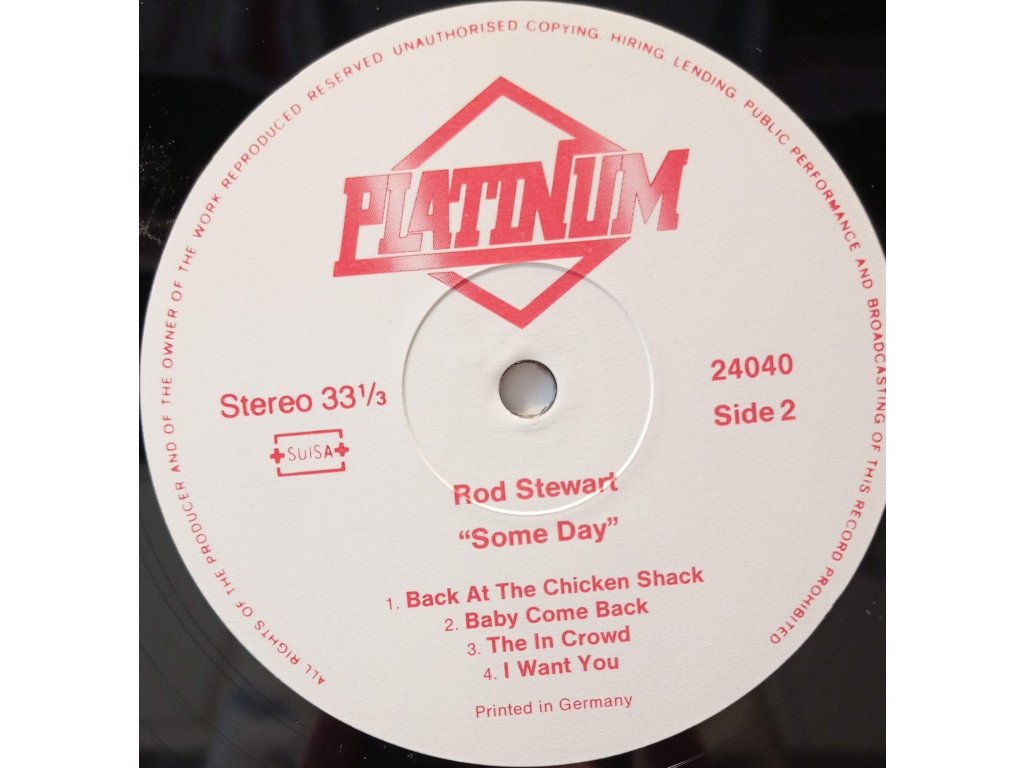 ALL RIGHTS OF THE PRODUCER AND OF THE OWNER OF THE WORK REPRODUCED RESERVED UNAUTHORISED COPYING. HIRING. LENDING. PUBLIC PERFORMANCE AND BROADCASTING OF THIS RECORD PROHIBITED
PLATINUM
Stereo 33⅓
SUISA
24040
Side 2
Rod Stewart
“Some Day”
1. Back At The Chicken Shack
2. Baby Come Back
3. The In Crowd
4. I Want You
Printed in Germany